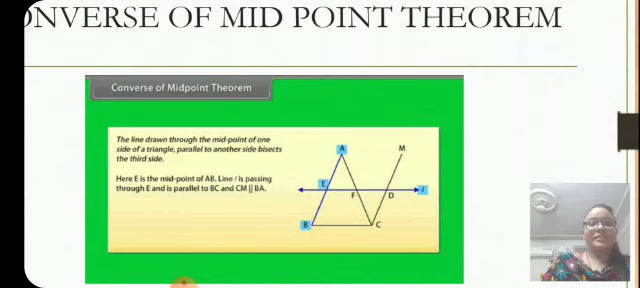 ONVERSE OF MID POINT THEOREM
Converse of Midpoint Theorem
The line drawn through the mid-point of one
side of a triangle, parallel to another side bisects
the third side.
Here E is the mid-point of AB. Line l is passing
through E and is parallel to BC and CM || BA.
A
M
E
F
D
l
B
C